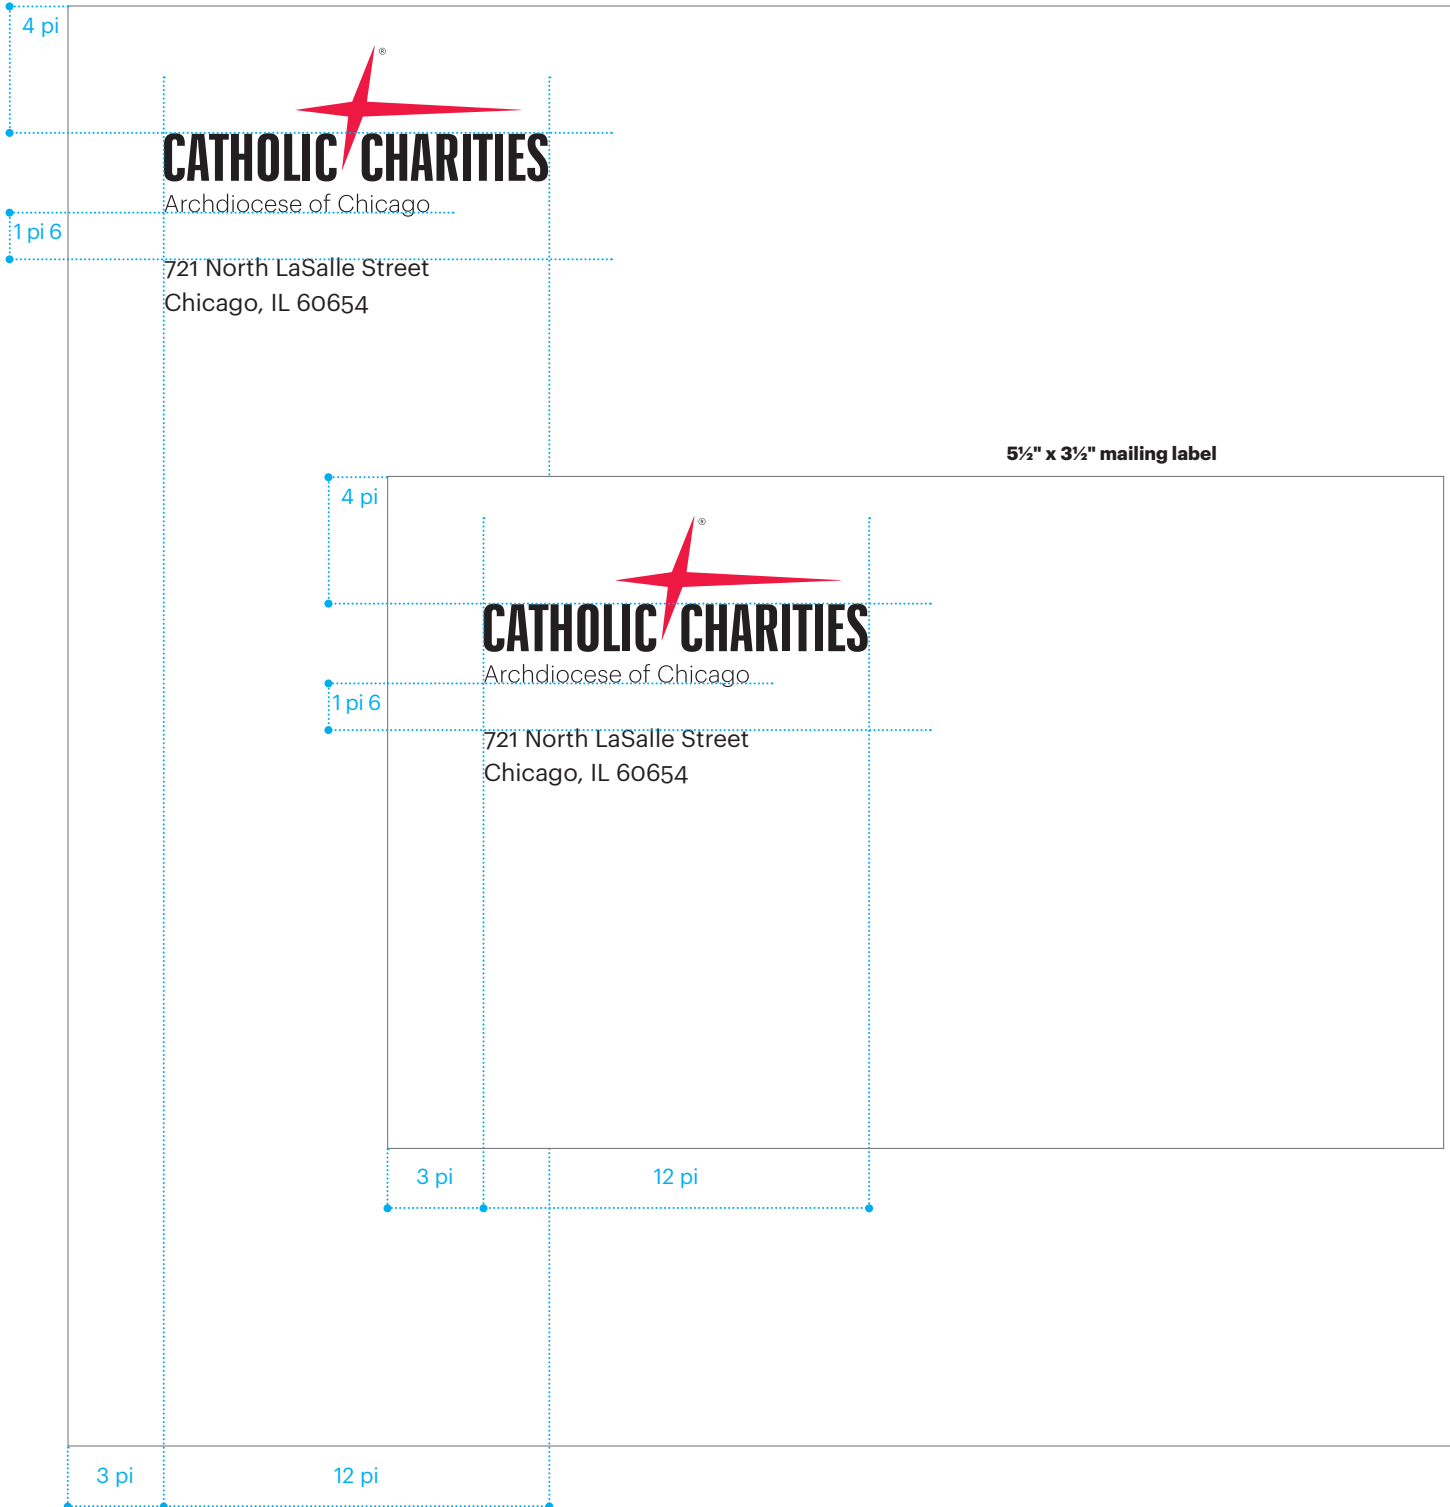 4 pi
®
CATHOLIC CHARITIES
Archdiocese of Chicago
1 pi 6
721 North LaSalle Street
Chicago, IL 60654
5½" x 3½" mailing label
4 pi
®
CATHOLIC CHARITIES
Archdiocese of Chicago
1 pi 6
721 North LaSalle Street
Chicago, IL 60654
3 pi 12 pi
3 pi 12 pi